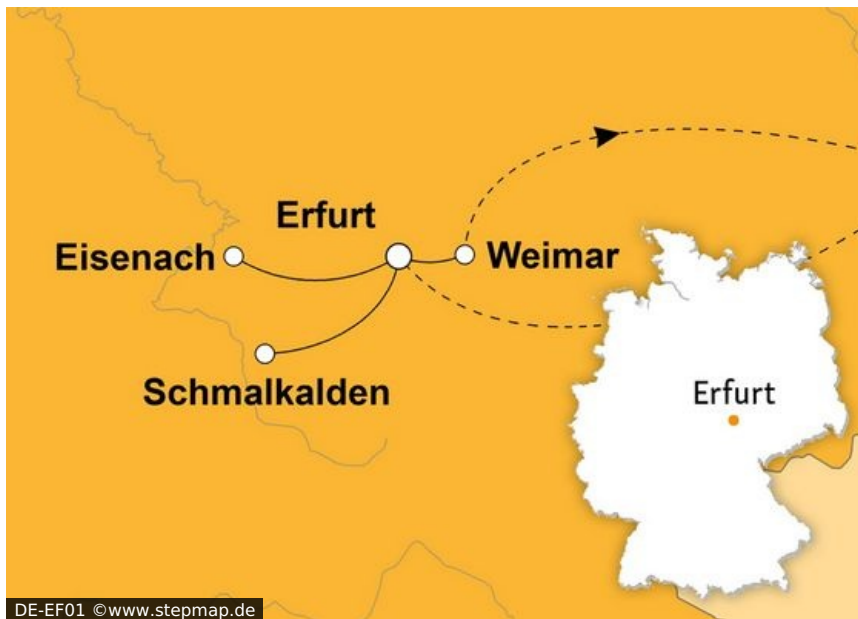 Erfurt
Eisenach
Weimar
Schmalkalden
Erfurt
DE-EF01 ©www.stepmap.de